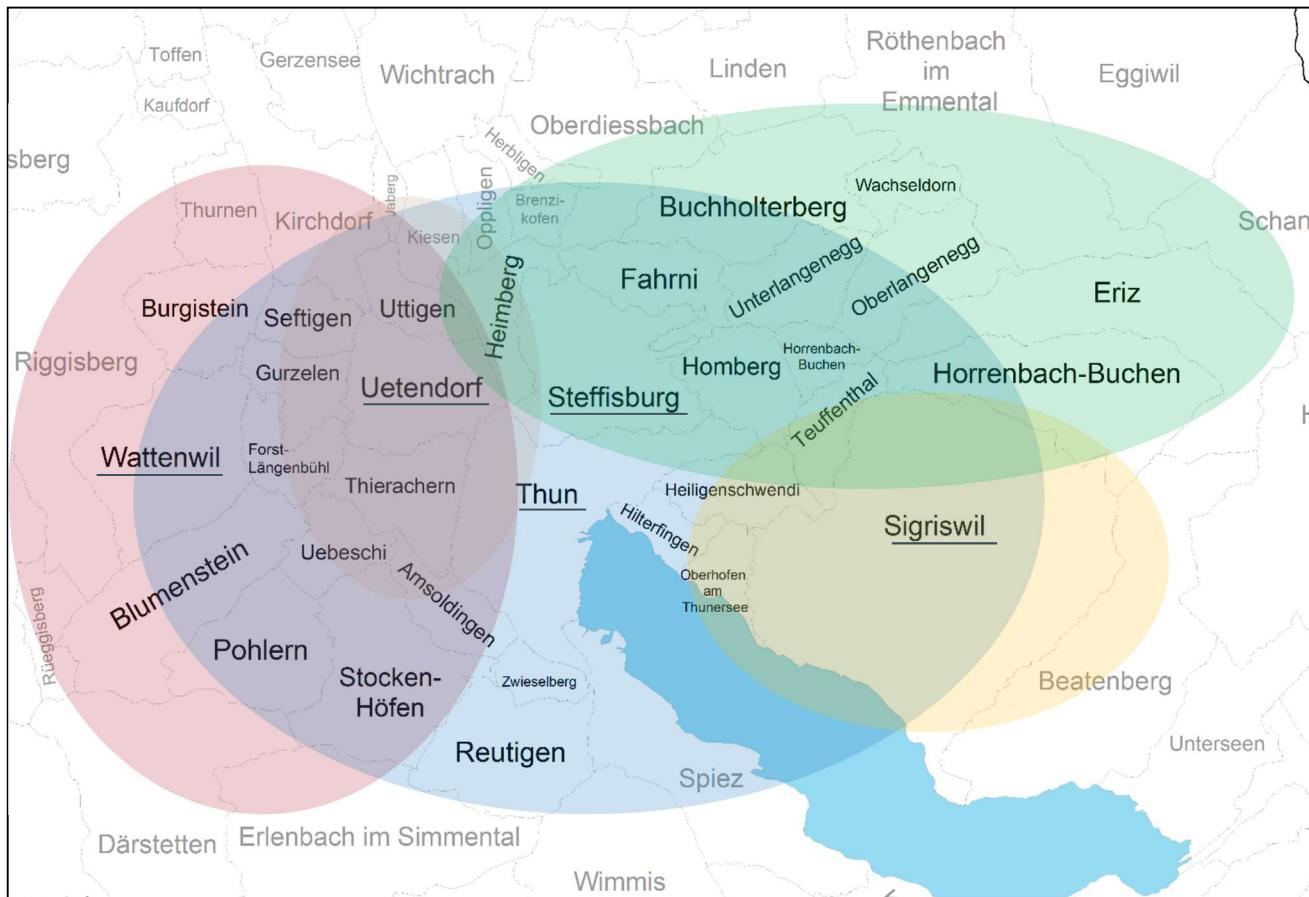 Toffen
Gerzensee
Wichtrach
Linden
Röthenbach
im
Emmental
Eggiwil
Kaufdorf
Oberdiessbach
sberg
Herbligen
Wachseldorn
Thurnen
Kirchdorf
Jaberg
Kiesen
Oppligen
Brenzi-
kofen
Buchholterberg
Schan
Burgistein
Seftigen
Uttigen
Heimberg
Fahrni
Unterlangenegg
Oberlangenegg
Eriz
Riggisberg
Gurzelen
Uetendorf
Steffisburg
Homberg
Horrenbach-
Buchen
Teuffenthal
Horrenbach-Buchen
H
Wattenwil
Forst-
Längenbühl
Thierachern
Thun
Heiligenschwendi
Hilterfingen
Sigriswil
Uebeschi
Amsoldingen
Oberhofen
am
Thunersee
Blumenstein
Rüeggisberg
Pohlern
Stocken-
Höfen
Zwieselberg
Beatenberg
Reutigen
Spiez
Unterseen
Därstetten
Erlenbach im Simmental
Wimmis